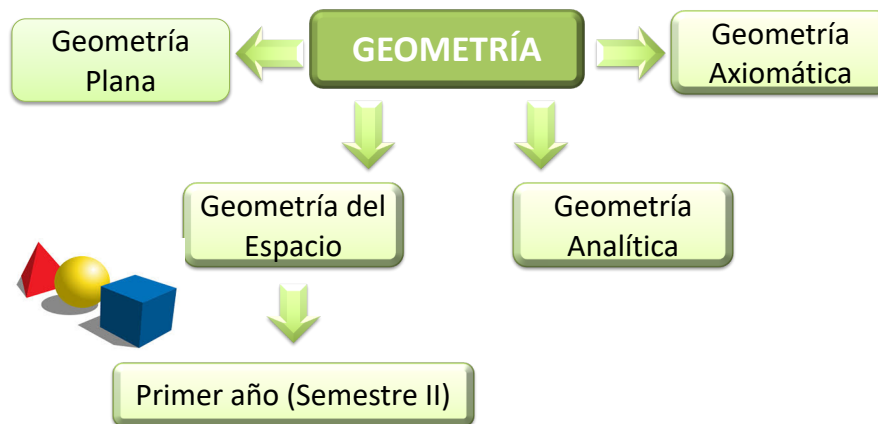 GEOMETRÍA
Geometría
Plana
Geometría
Axiomática
Geometría del
Espacio
Geometría
Analítica
Primer año (Semestre II)